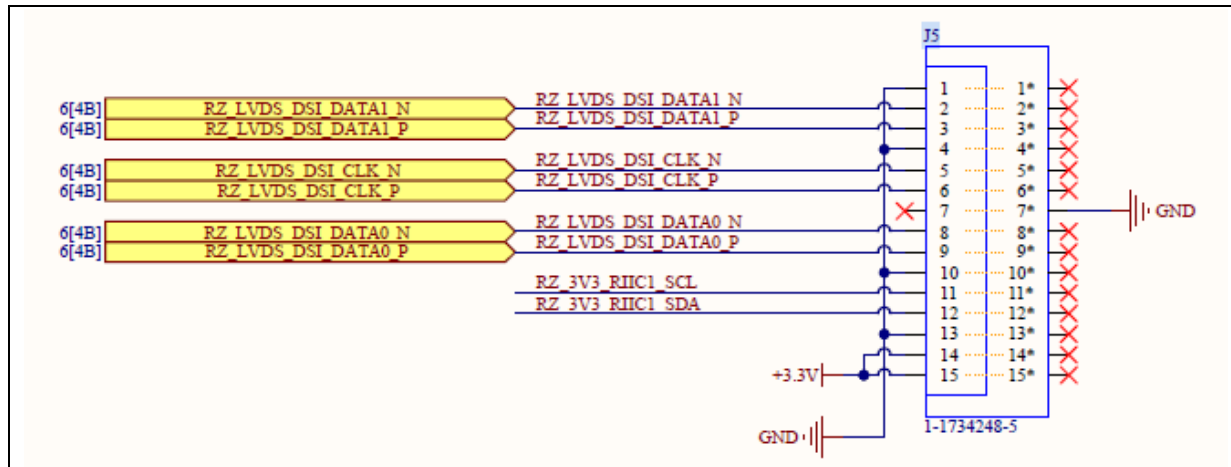 J5
1 1*
6[4B] RZ_LVDS_DSI_DATA1_N RZ_LVDS_DSI_DATA1_N 2 2*
6[4B] RZ_LVDS_DSI_DATA1_P RZ_LVDS_DSI_DATA1_P 3 3*
4 4*
6[4B] RZ_LVDS_DSI_CLK_N RZ_LVDS_DSI_CLK_N 5 5*
6[4B] RZ_LVDS_DSI_CLK_P RZ_LVDS_DSI_CLK_P 6 6*
7 7* GND
6[4B] RZ_LVDS_DSI_DATA0_N RZ_LVDS_DSI_DATA0_N 8 8*
6[4B] RZ_LVDS_DSI_DATA0_P RZ_LVDS_DSI_DATA0_P 9 9*
10 10*
RZ_3V3_RIIC1_SCL 11 11*
RZ_3V3_RIIC1_SDA 12 12*
13 13*
14 14*
+3.3V 15 15*
1-1734248-5
GND